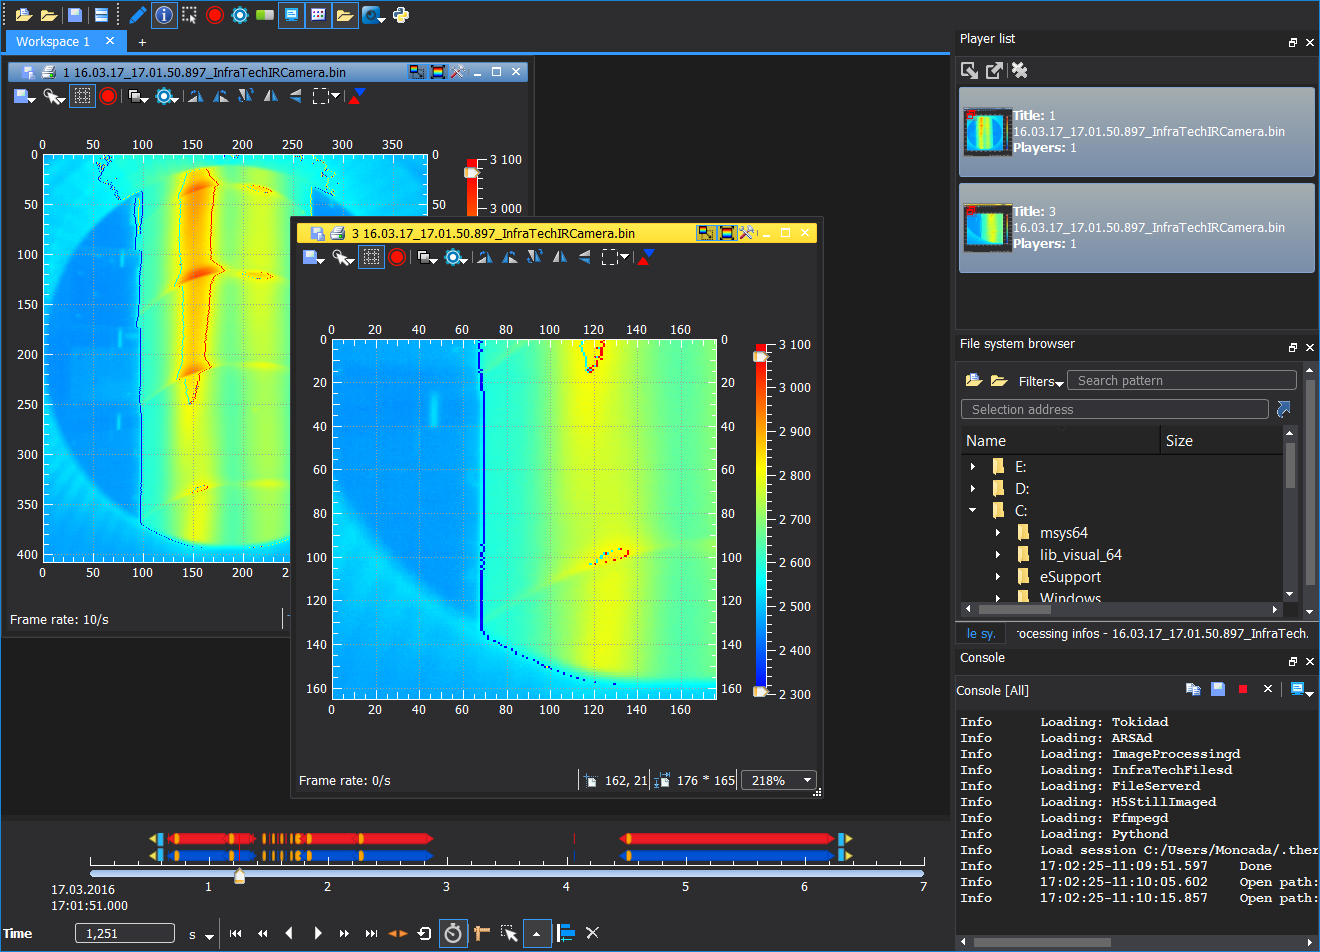 Workspace 1
1 16.03.17_17.01.50.897_InfraTechIRCamera.bin
0 50 100 150 200 250 300 350
0
50
100
150
200
250
300
350
400
0
50
3 100
3 000
0 50 100 150 200
Frame rate: 10/s
3 16.03.17_17.01.50.897_InfraTechIRCamera.bin
0 20 40 60 80 100 120 140 160
0
20
40
60
80
100
120
140
160
0
20
40
60
80
100
120
140
160
3 100
3 000
2 900
2 800
2 700
2 600
2 500
2 400
2 300
0 20 40 60 80 100 120 140 160
Frame rate: 0/s
162, 21
176 * 165
218%
17.03.2016
17:01:51.000
1 2 3 4 5 6 7
Time
1,251
s
Player list
Title: 1
16.03.17_17.01.50.897_InfraTechIRCamera.bin
Players: 1
Title: 3
16.03.17_17.01.50.897_InfraTechIRCamera.bin
Players: 1
File system browser
Filters
Search pattern
Selection address
Name Size
E:
D:
C:
msys64
lib_visual_64
eSupport
Windows
le sy.
ocessing infos - 16.03.17_17.01.50.897_InfraTech.
Console
Console [All]
Info Loading: Tokidad
Info Loading: ARSAd
Info Loading: ImageProcessingd
Info Loading: InfraTechFilesd
Info Loading: FileServerd
Info Loading: H5StillImaged
Info Loading: Ffmpegd
Info Loading: Pythond
Info Load session C:/Users/Moncada/.ther
Info 17:02:25-11:09:51.597 Done
Info 17:02:25-11:10:05.602 Open path:
Info 17:02:25-11:10:15.857 Open path: